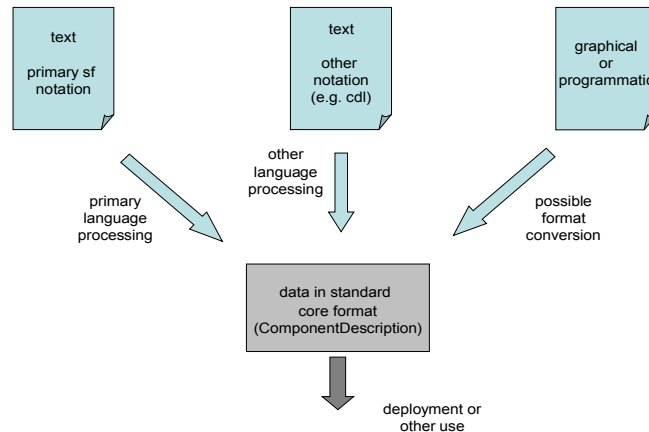 text
primary sf
notation
text
other
notation
(e.g. cdl)
graphical
or
programmatic
primary
language
processing
other
language
processing
possible
format
conversion
data in standard
core format
(ComponentDescription)
deployment or
other use